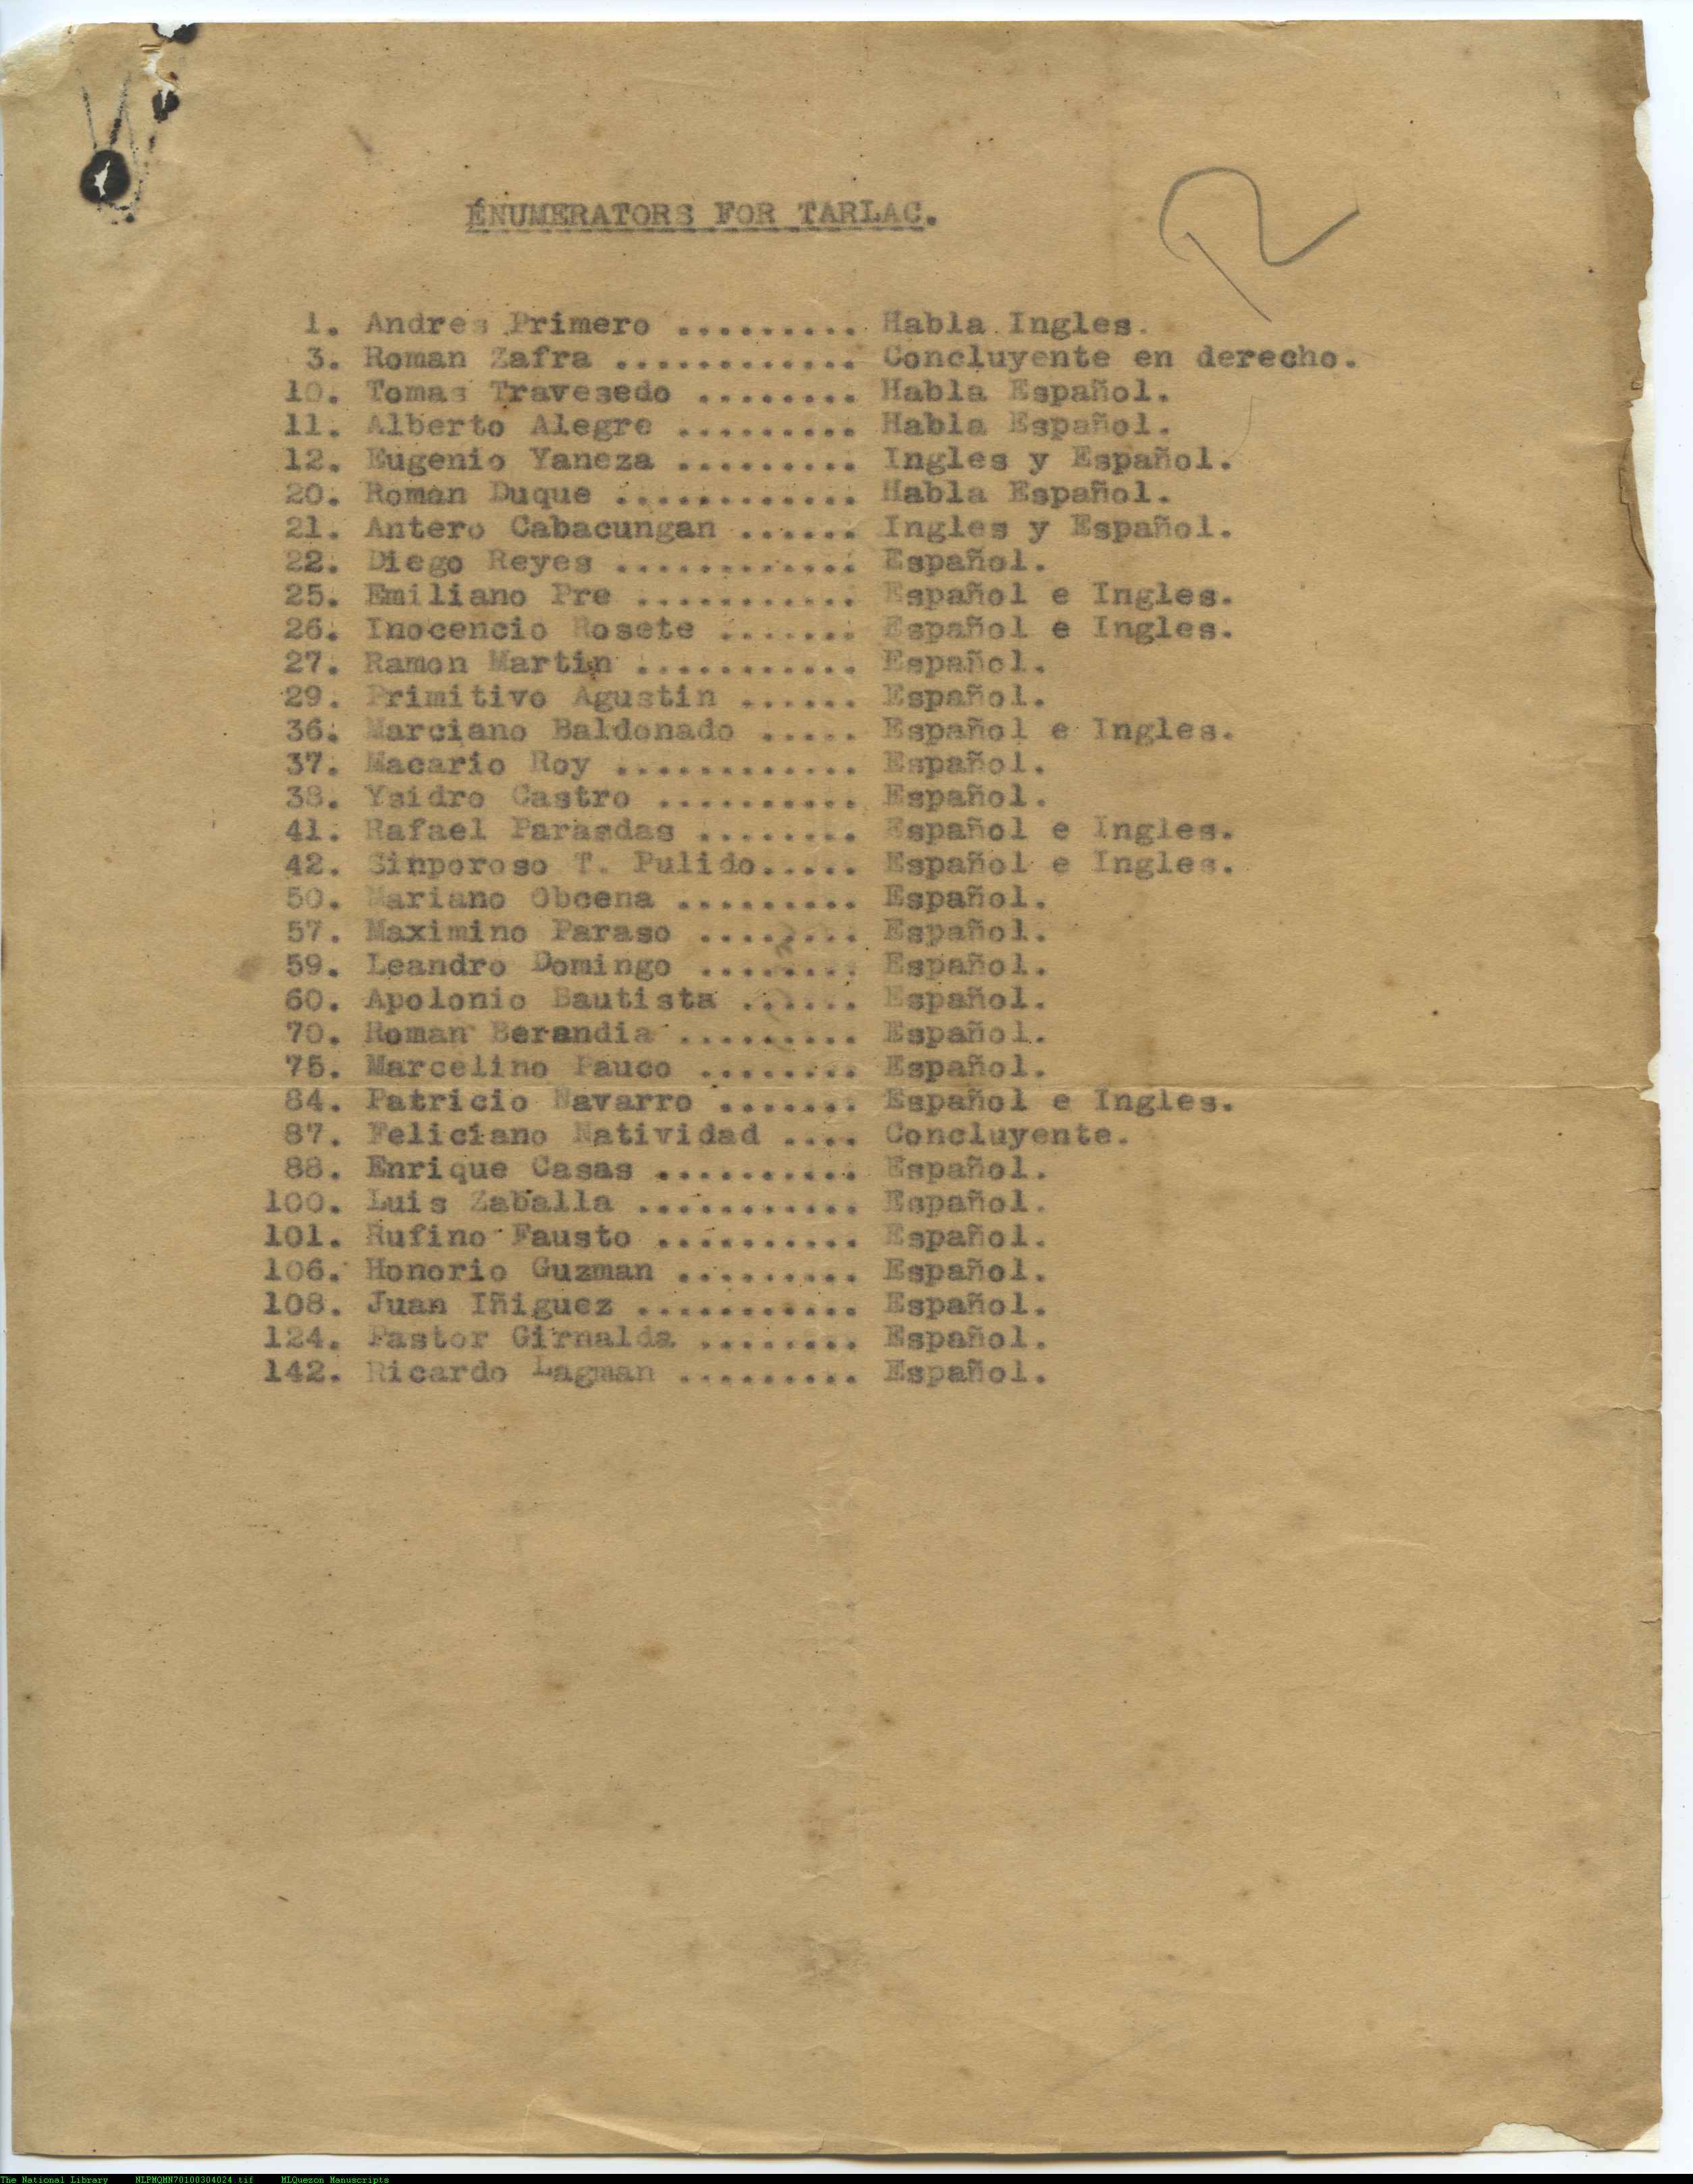 ÉNUMERATORS FOR TARLAC.
1. Andres Primero ......... Habla Ingles.
3. Roman Zafra ............ Concluyente en derecho.
10. Tomas Travesedo ........ Habla Español.
11. Alberto Alegre ......... Habla Español.
12. Eugenio Yaneza ......... Ingles y Español.
20. Roman Duque ............ Habla Español.
21. Antero Cabacungan ...... Ingles y Español.
22. Diego Reyes ............ Español.
25. Emiliano Pre ........... Español e Ingles.
26. Inocencio Rosete ....... Español e Ingles.
27. Ramon Martin ........... Español.
29. Primitivo Agustin ...... Español.
36. Marciano Baldonado ..... Español e Ingles.
37. Macario Roy ............ Español.
38. Ysidro Castro .......... Español.
41. Rafael Parasdas ........ Español e Ingles.
42. Sinporoso T. Pulido..... Español e Ingles.
50. Mariano Obcena ......... Español.
57. Maximino Paraso ........ Español.
59. Leandro Domingo ........ Español.
60. Apolonio Bautista ...... Español.
70. Roman Berandia ......... Español.
75. Marcelino Pauco ........ Español.
84. Patricio Navarro ....... Español e Ingles.
87. Feliciano Natividad .... Concluyente.
88. Enrique Casas .......... Español.
100. Luis Zaballa ........... Español.
101. Rufino Fausto .......... Español.
106. Honorio Guzman ......... Español.
108. Juan Iñiguez ........... Español.
124. Pastor Girnalda ........ Español.
142. Ricardo Lagman ......... Español.
The National Library NLPMQMN70100304024.tif MLQuezon Manuscripts